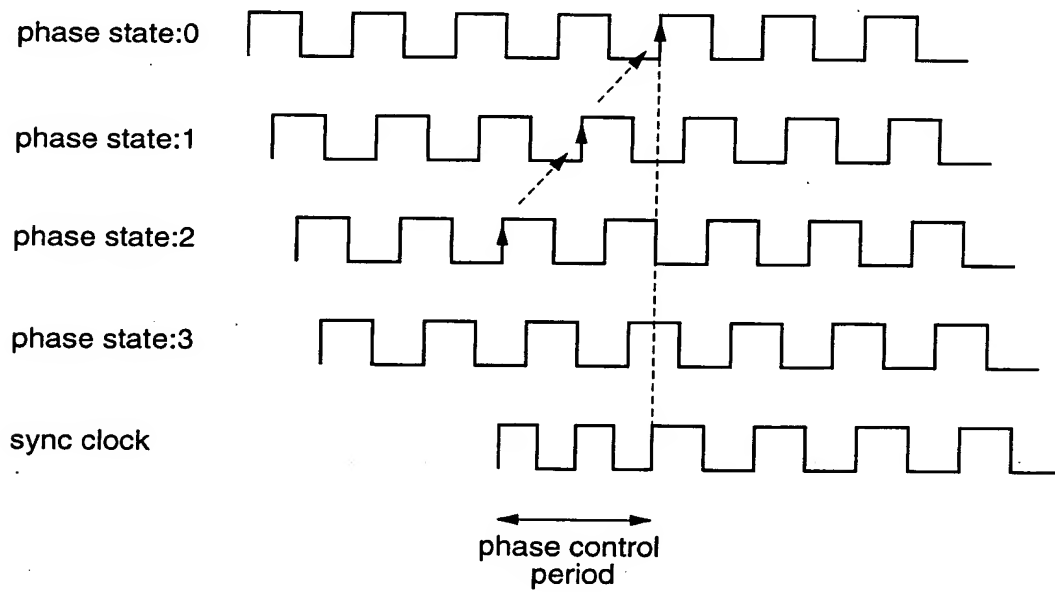 phase state:0
phase state:1
phase state:2
phase state:3
sync clock
phase control
period